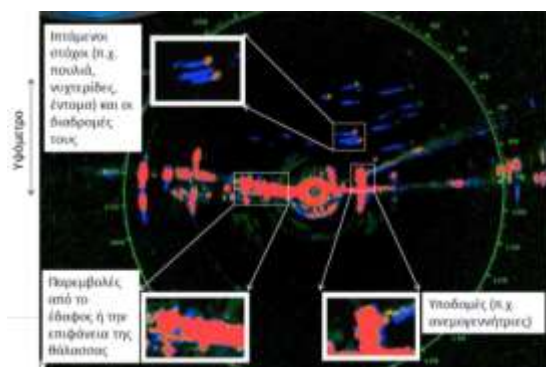 Ιπτάμενοι
στόχοι (π.χ.
πουλιά,
νυχτερίδες,
έντομα) και οι
διαδρομές
τους
Υψόμετρο
Παρεμβολές
από το
έδαφος ή την
επιφάνεια της
θάλασσας
Υποδομές (π.χ.
ανεμογεννήτριες)